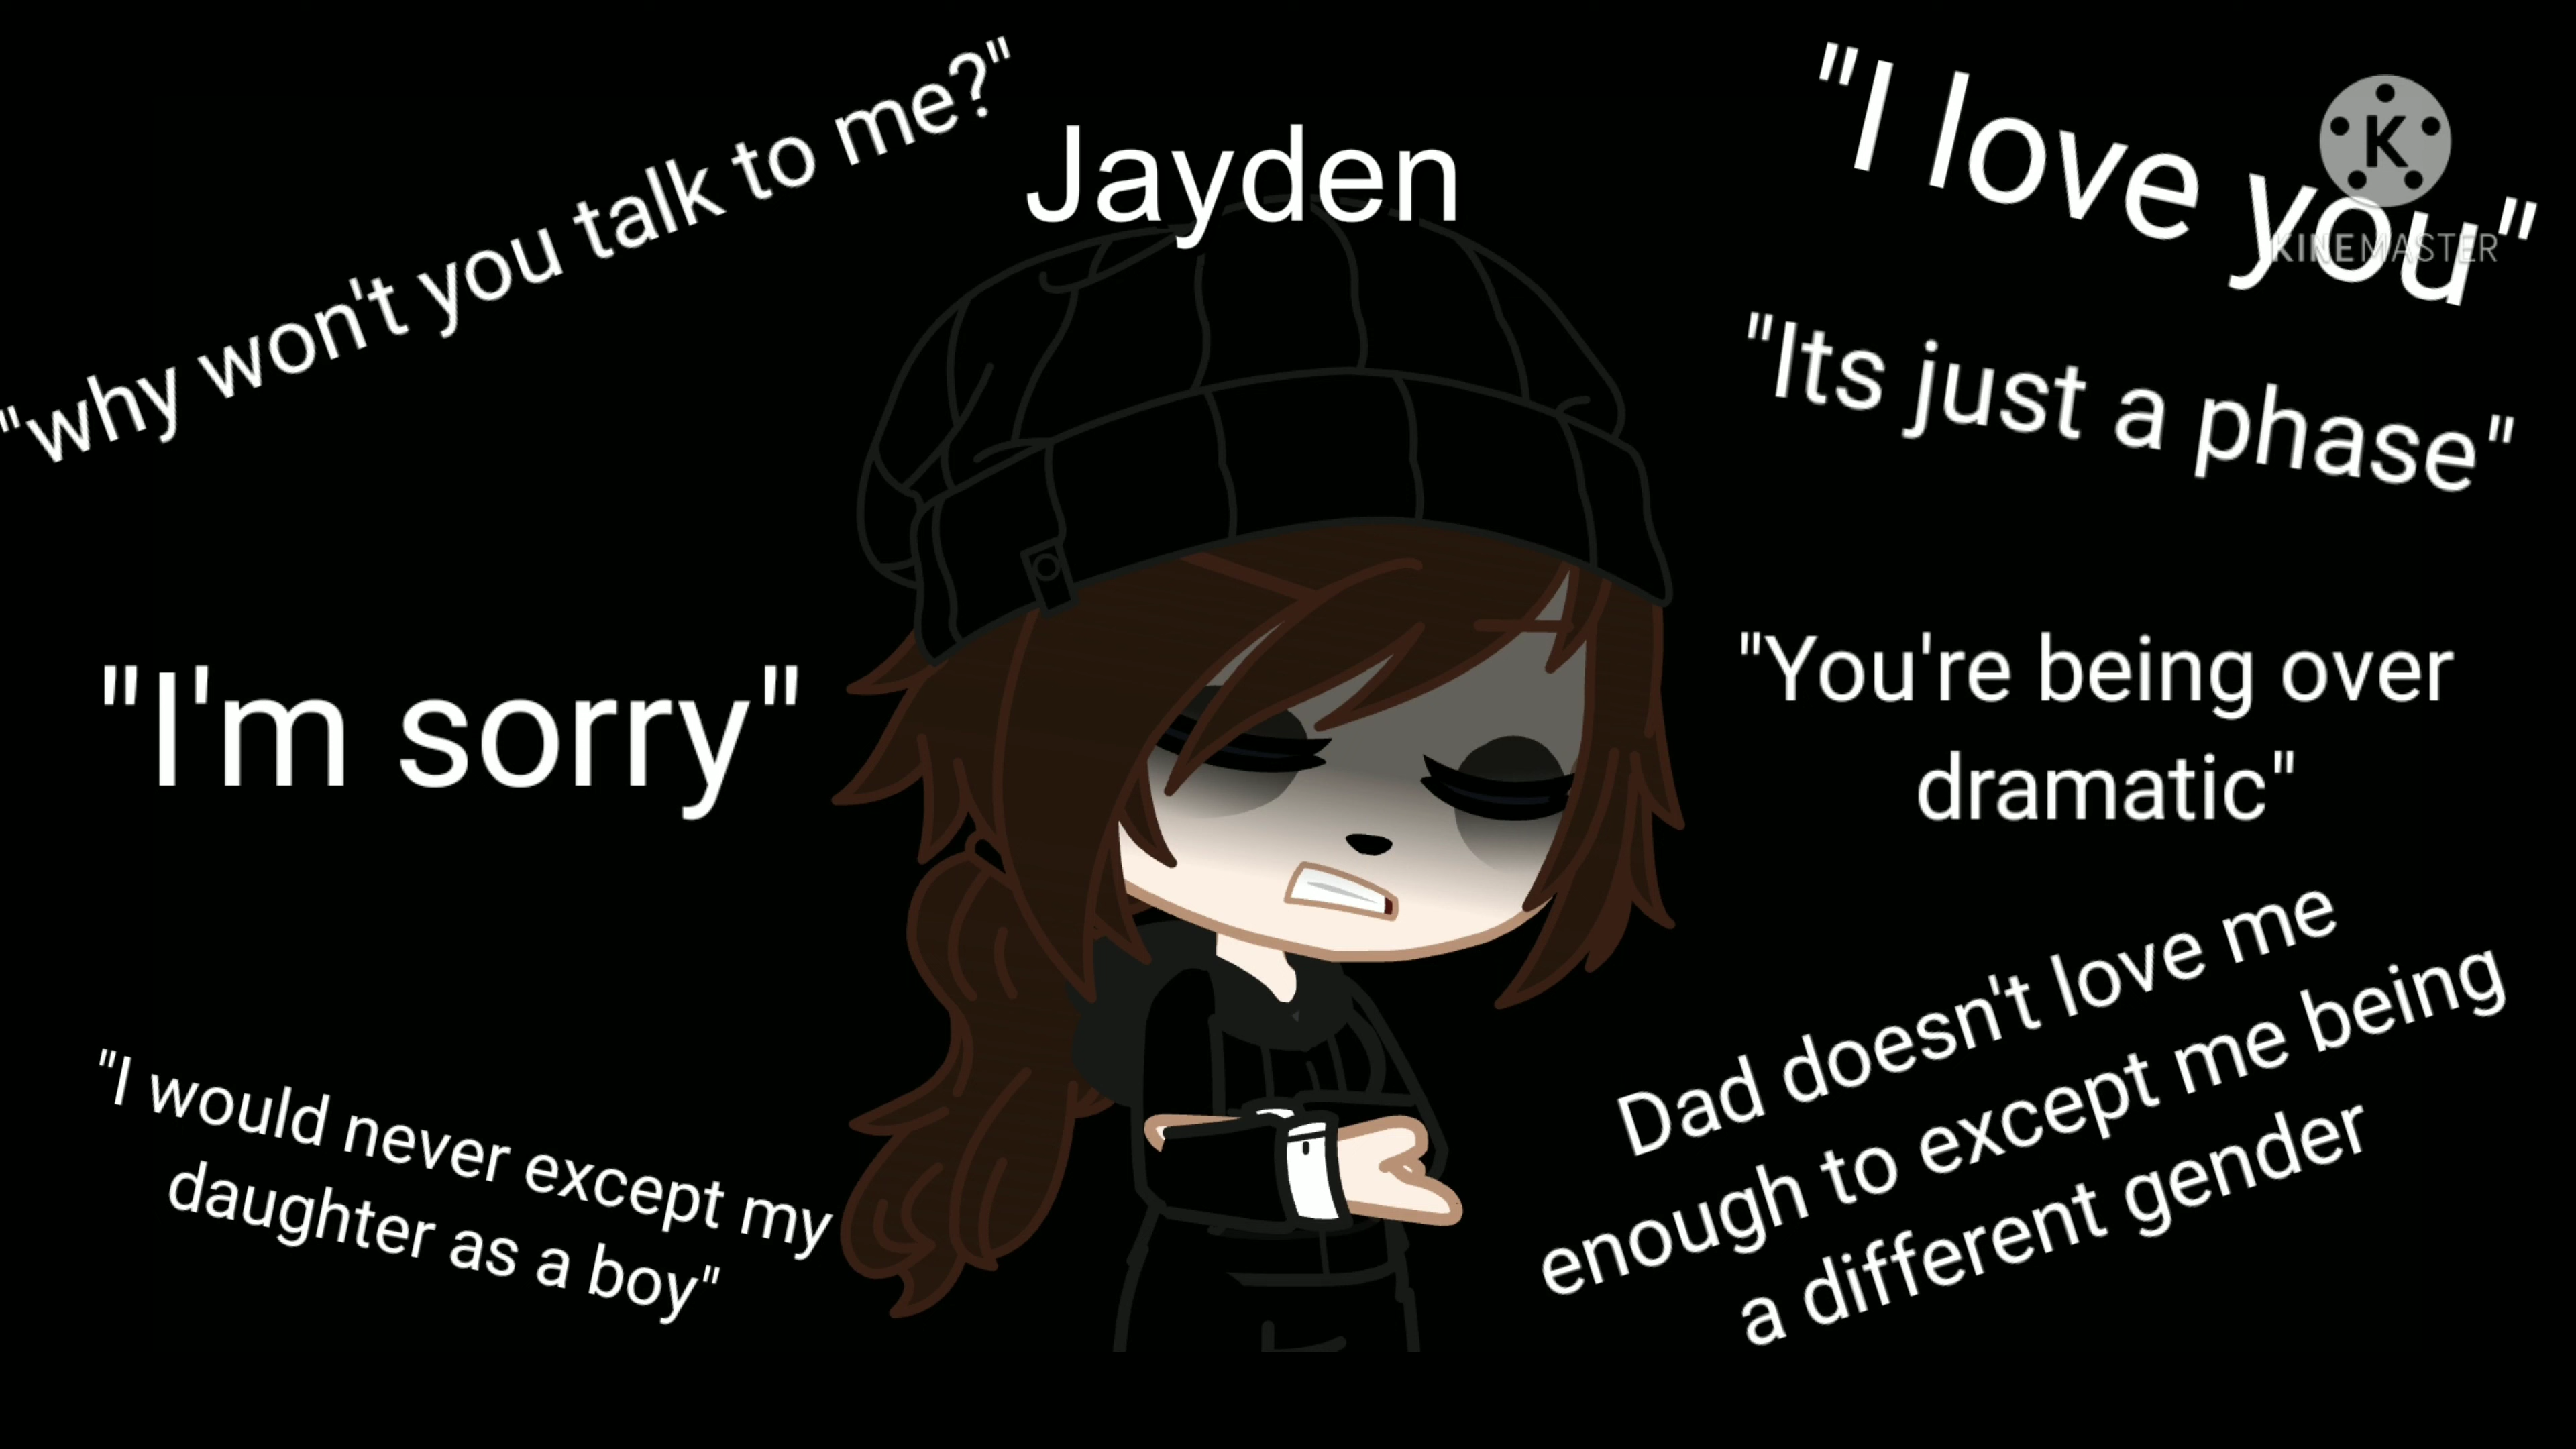 "why won't you talk to me?"
Jayden
"I love you"
K
KINEMASTER
"Its just a phase"
"I'm sorry"
"You're being over
dramatic"
"I would never except my
daughter as a boy"
Dad doesn't love me
enough to except me being
a different gender